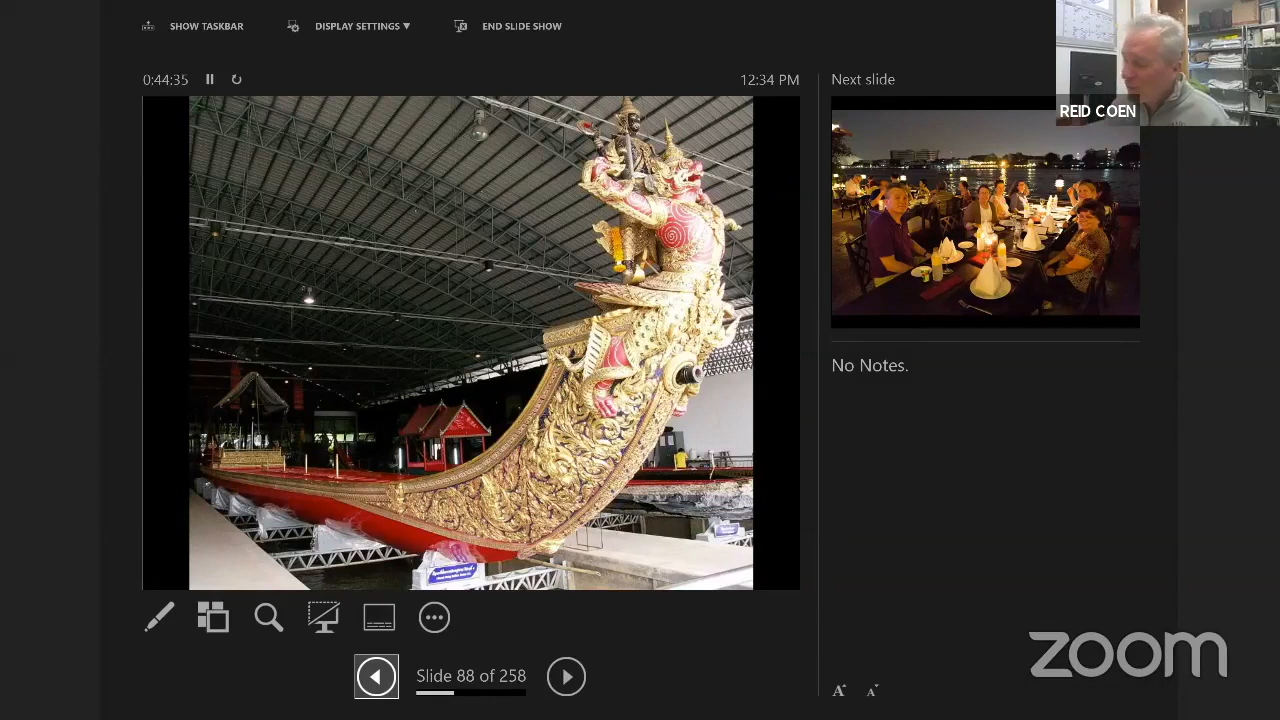 SHOW TASKBAR
DISPLAY SETTINGS ▼
END SLIDE SHOW
0:44:35
12:34 PM
Next slide
REID COEN
No Notes.
Slide 88 of 258
A A
zoom